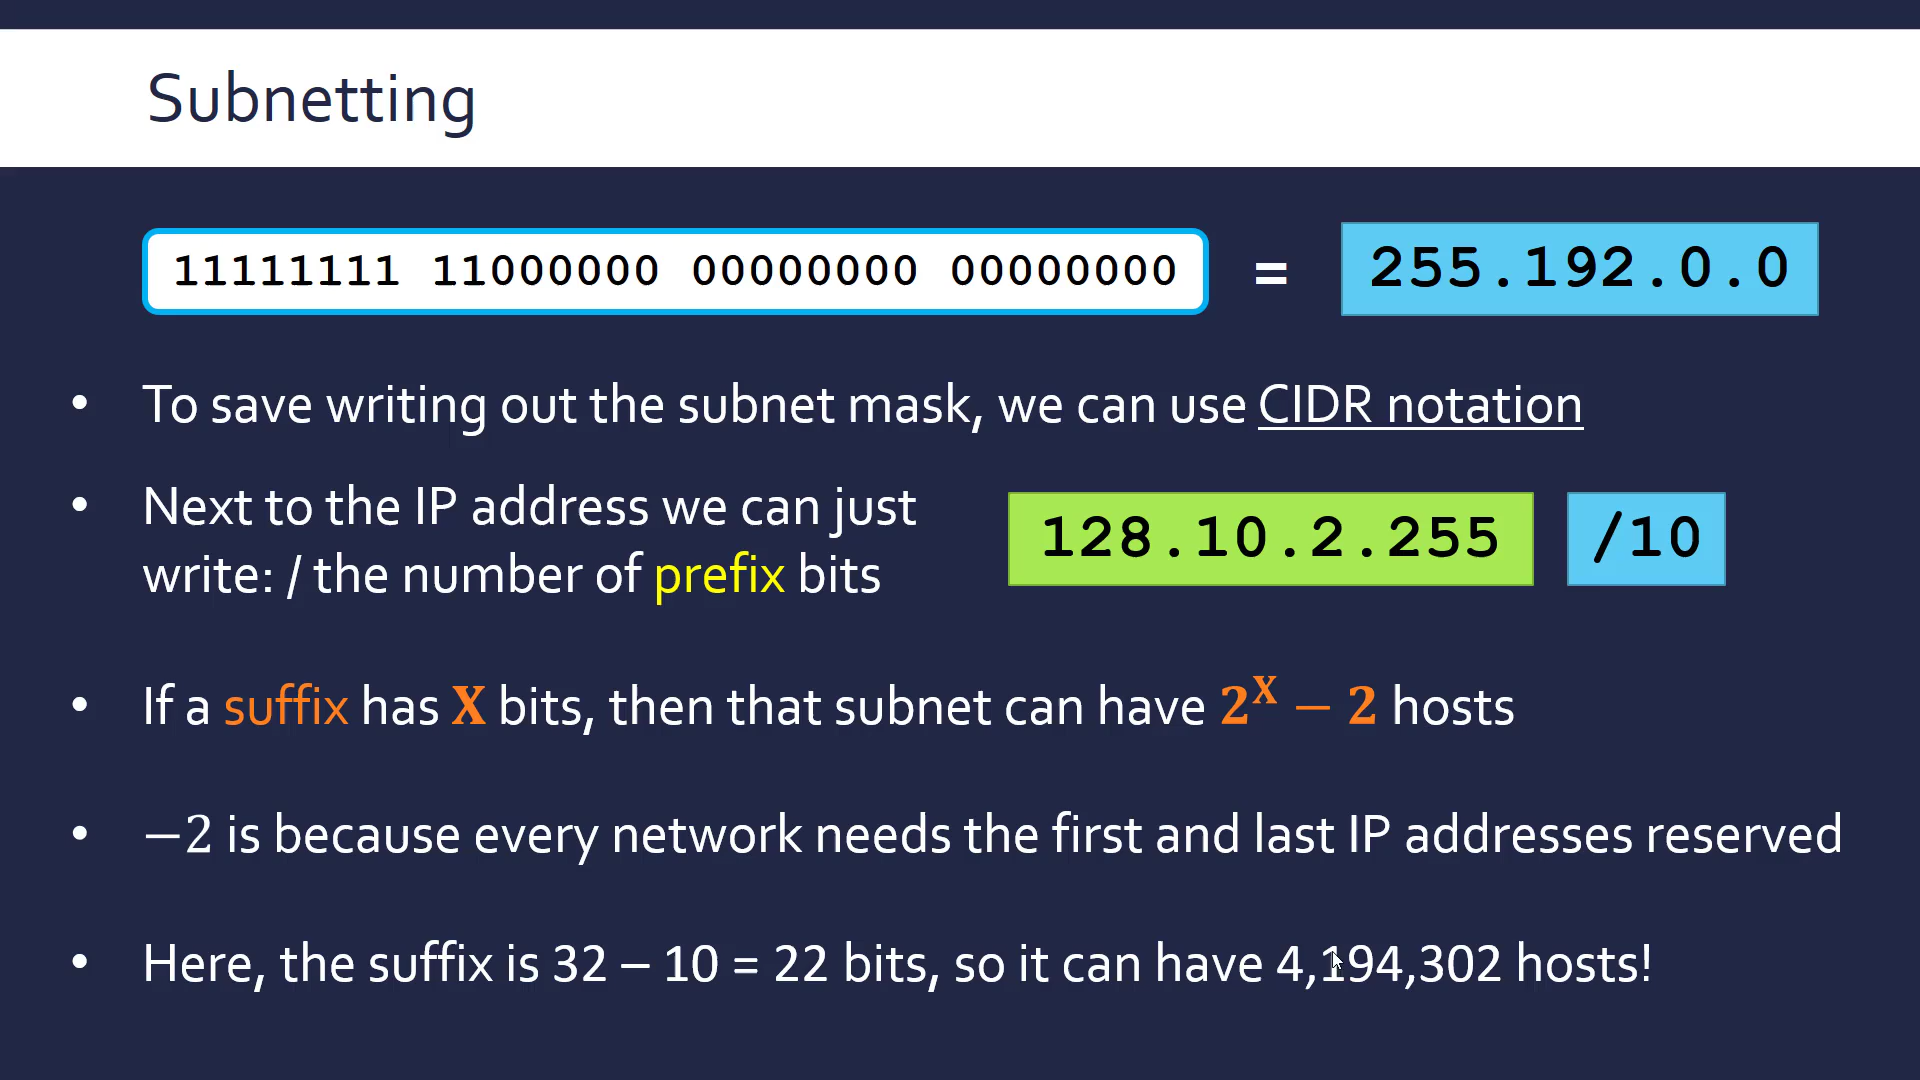 Subnetting
11111111 11000000 00000000 00000000 = 255.192.0.0
• To save writing out the subnet mask, we can use CIDR notation
• Next to the IP address we can just
write: / the number of prefix bits
128.10.2.255 /10
• If a suffix has X bits, then that subnet can have 2^X − 2 hosts
• −2 is because every network needs the first and last IP addresses reserved
• Here, the suffix is 32 – 10 = 22 bits, so it can have 4,194,302 hosts!